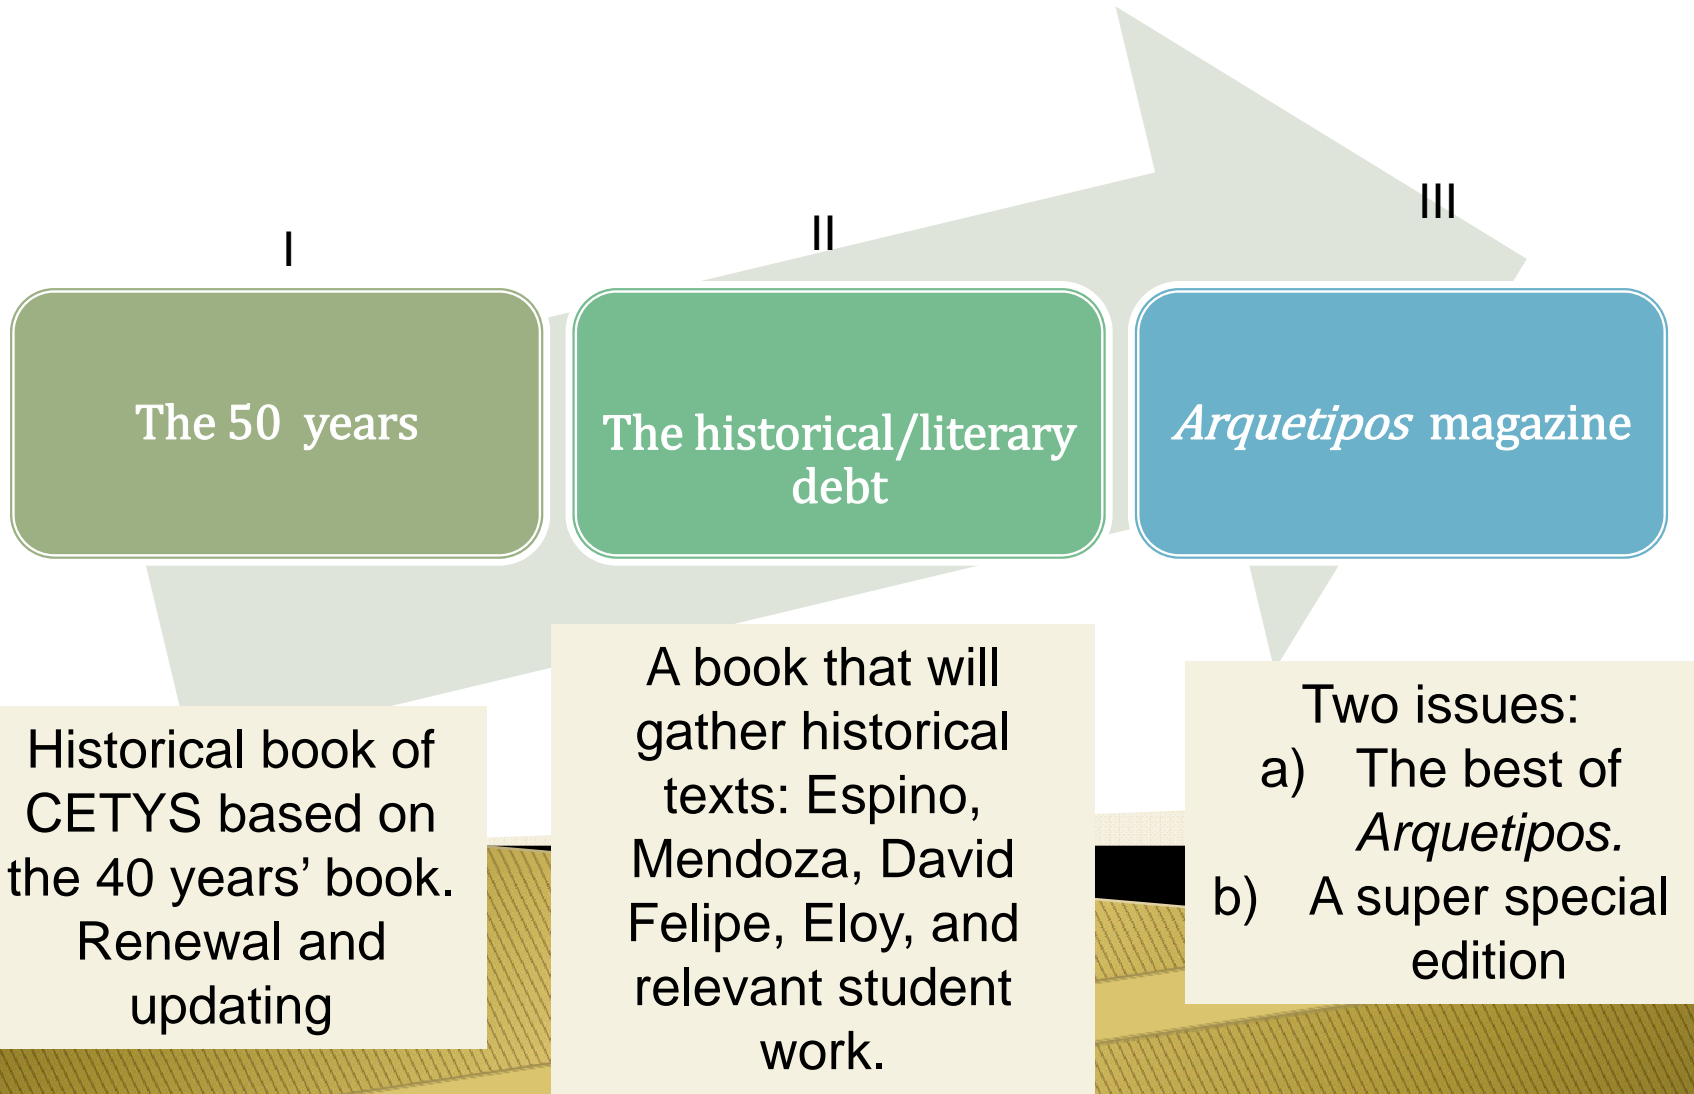 I
The 50 years
Historical book of
CETYS based on
the 40 years’ book.
Renewal and
updating
II
The historical/literary
debt
A book that will
gather historical
texts: Espino,
Mendoza, David
Felipe, Eloy, and
relevant student
work.
III
Arquetipos magazine
Two issues:
a) The best of
Arquetipos.
b) A super special
edition